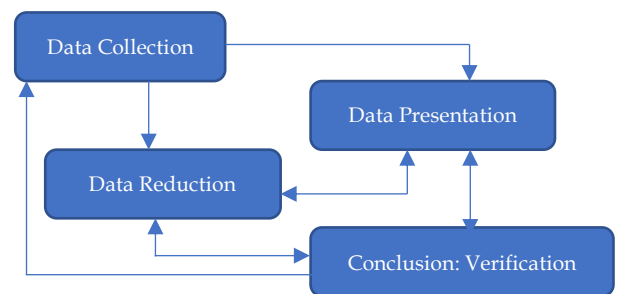 Data Collection
Data Presentation
Data Reduction
Conclusion: Verification